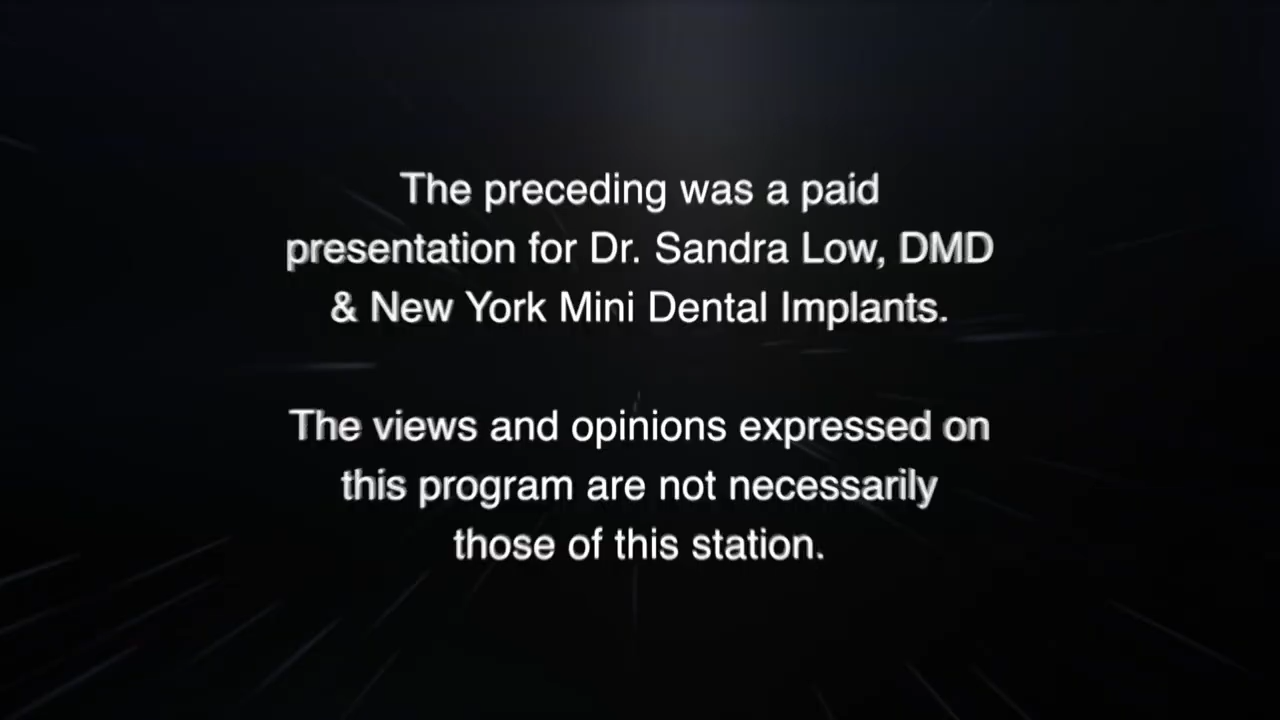 The preceding was a paid
presentation for Dr. Sandra Low, DMD
& New York Mini Dental Implants.
The views and opinions expressed on
this program are not necessarily
those of this station.